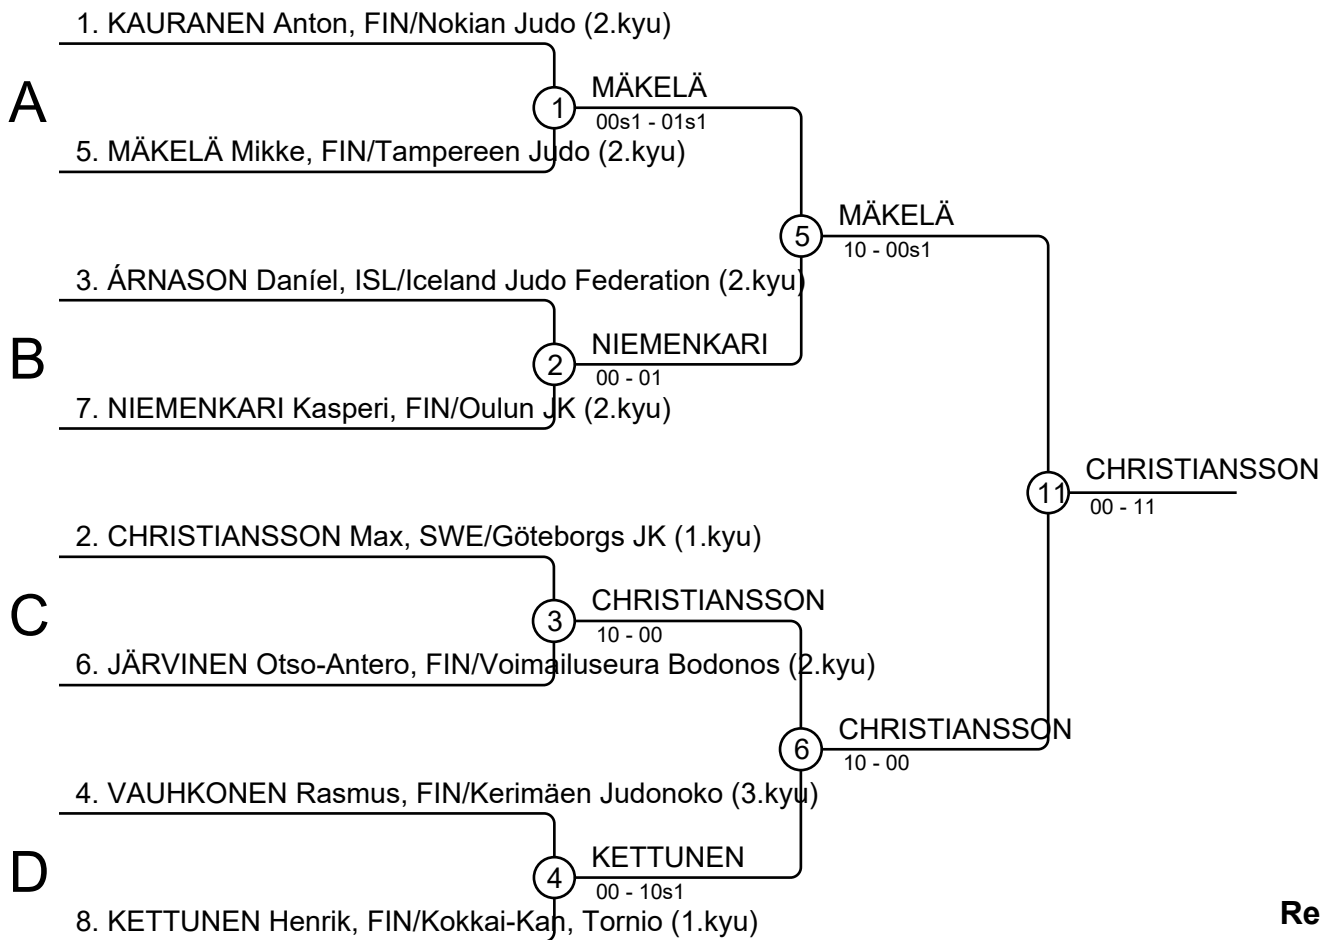 1. KAURANEN Anton, FIN/Nokian Judo (2.kyu)
A
1
MÄKELÄ
00s1 - 01s1
5. MÄKELÄ Mikke, FIN/Tampereen Judo (2.kyu)
5
MÄKELÄ
10 - 00s1
3. ÁRNASON Daníel, ISL/Iceland Judo Federation (2.kyu)
B
2
NIEMENKARI
00 - 01
7. NIEMENKARI Kasperi, FIN/Oulun JK (2.kyu)
11
CHRISTIANSSON
00 - 11
2. CHRISTIANSSON Max, SWE/Göteborgs JK (1.kyu)
C
3
CHRISTIANSSON
10 - 00
6. JÄRVINEN Otso-Antero, FIN/Voimailuseura Bodonos (2.kyu)
6
CHRISTIANSSON
10 - 00
4. VAUHKONEN Rasmus, FIN/Kerimäen Judonoko (3.kyu)
D
4
KETTUNEN
00 - 10s1
8. KETTUNEN Henrik, FIN/Kokkai-Kan, Tornio (1.kyu)
Re